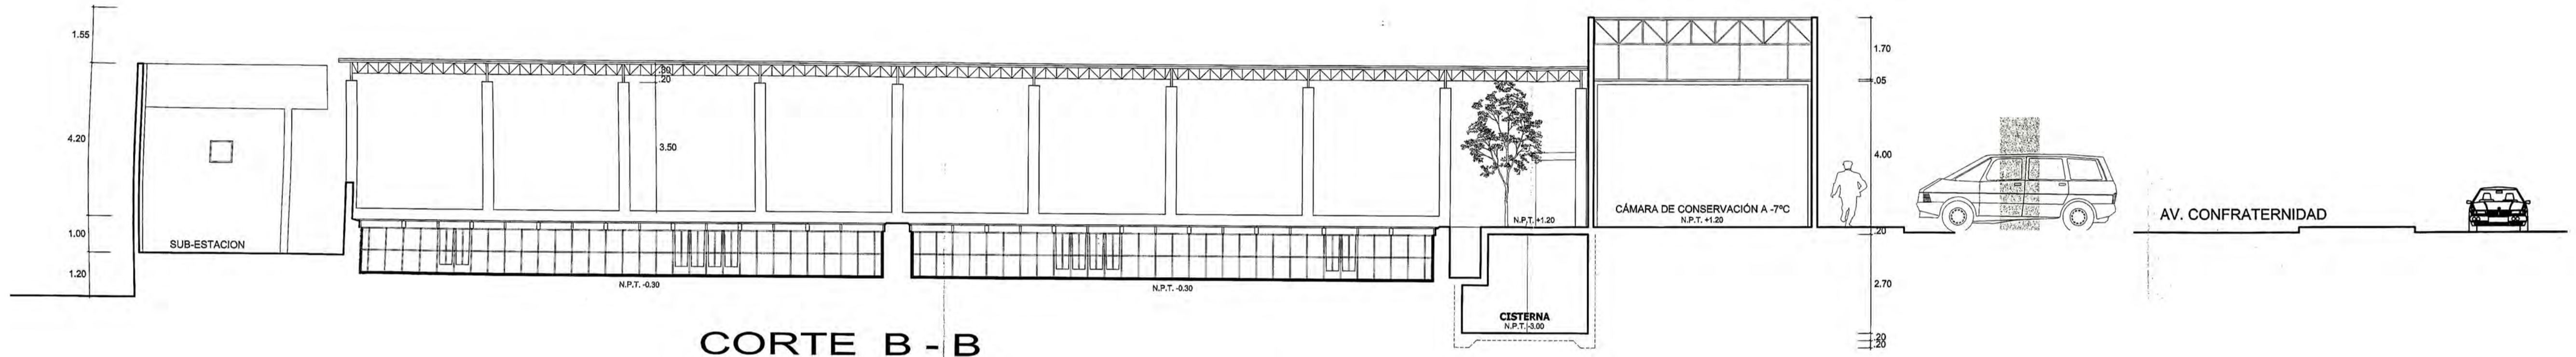 1.55
4.20
1.00
1.20
SUB-ESTACION
.30
.20
3.50
N.P.T. -0.30
N.P.T. -0.30
N.P.T. +1.20
CISTERNA
N.P.T. -3.00
CÁMARA DE CONSERVACIÓN A -7ºC
N.P.T. +1.20
1.70
.05
4.00
.20
2.70
.20
.20
AV. CONFRATERNIDAD
CORTE B - B